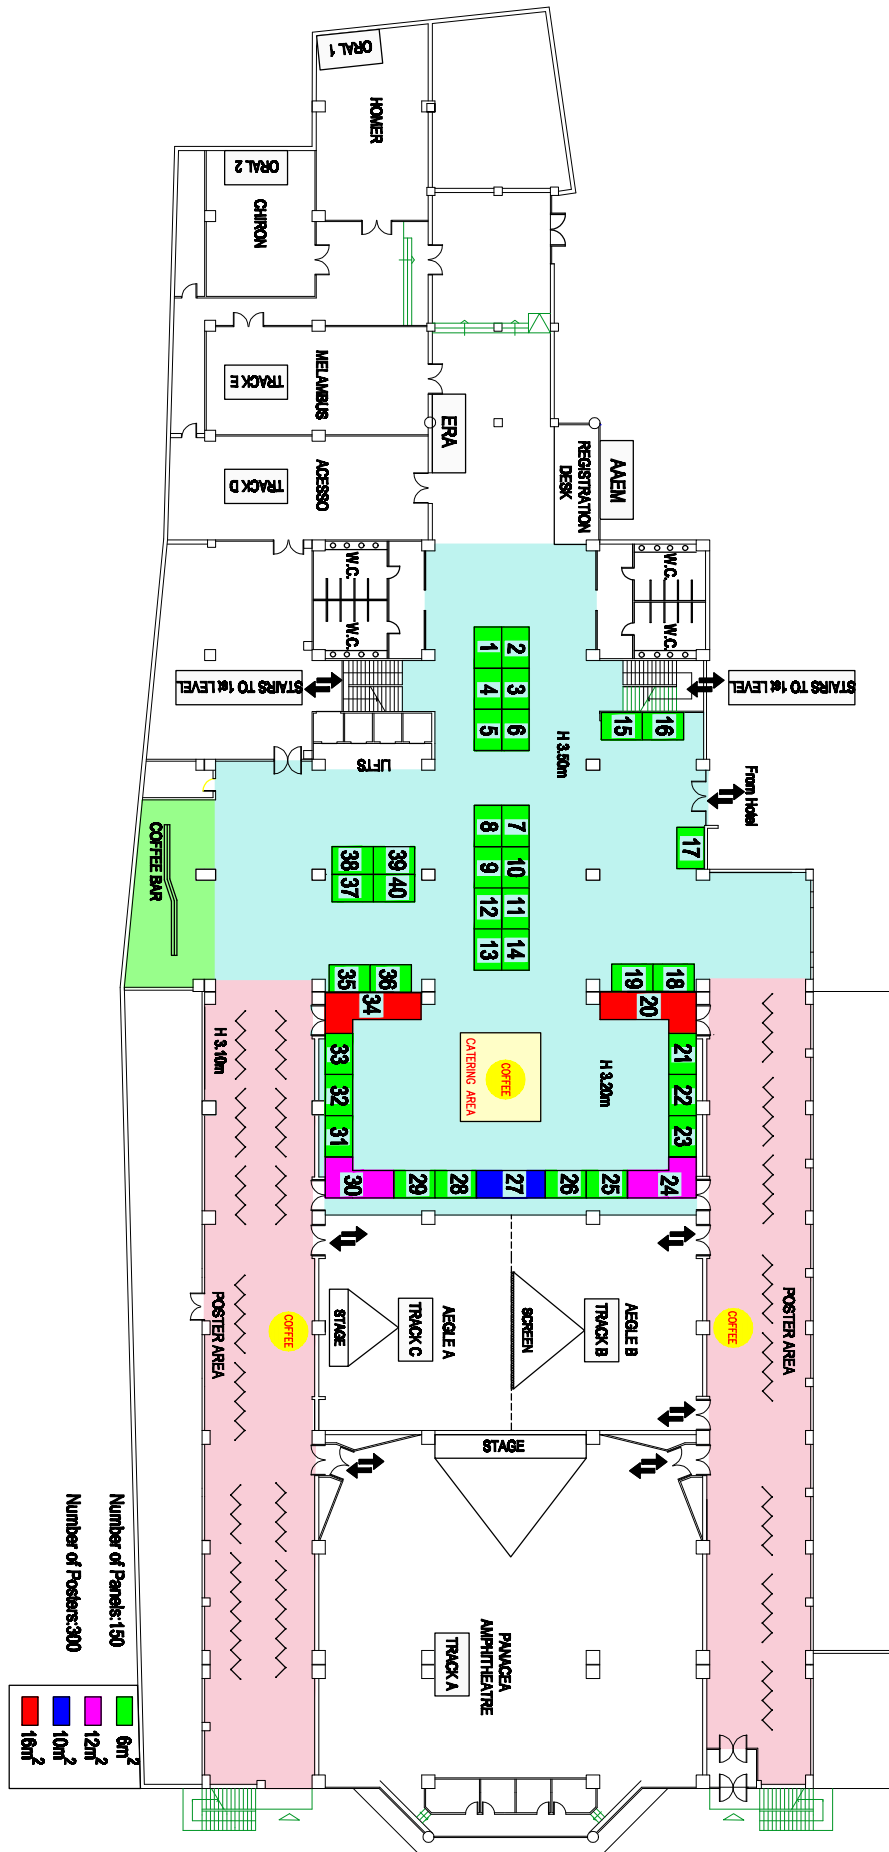 ORAL 1
HOMER
ORAL 2
CHIRON
MELAMBUS
TRACK E
ERA
ACESSO
TRACK D
REGISTRATION
DESK
AAEM
W.C.
W.C.
W.C.
W.C.
STAIRS TO 1st LEVEL
STAIRS TO 1st LEVEL
1
2
4
3
5
6
15
16
H 3.50m
LIFTS
From Hotel
8
7
9
10
12
11
13
14
17
38
39
37
40
COFFEE BAR
35
36
34
19
18
20
H 3.10m
33
32
31
30
29
28
27
26
25
24
23
22
21
COFFEE
CATERING AREA
H 3.20m
POSTER AREA
COFFEE
STAGE
TRACK C
AEGLE A
SCREEN
TRACK B
AEGLE B
COFFEE
POSTER AREA
STAGE
PANACEA
AMPHITHEATRE
TRACK A
Number of Panels:150
Number of Posters:300
6m²
12m²
10m²
16m²